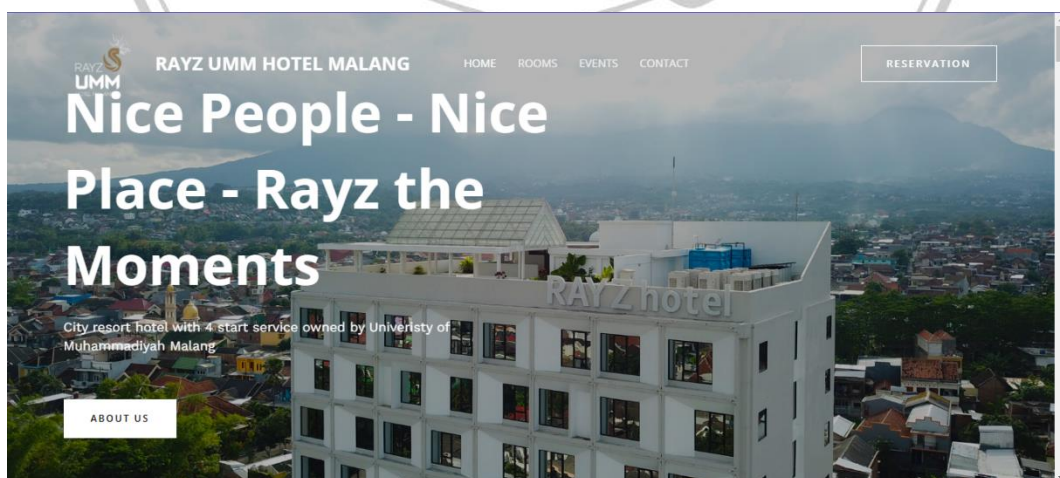 RAYZ
UMM
RAYZ UMM HOTEL MALANG
HOME
ROOMS
EVENTS
CONTACT
RESERVATION
Nice People - Nice
Place - Rayz the
Moments
City resort hotel with 4 start service owned by Univeristy of
Muhammadiyah Malang
ABOUT US
RAYZ hotel